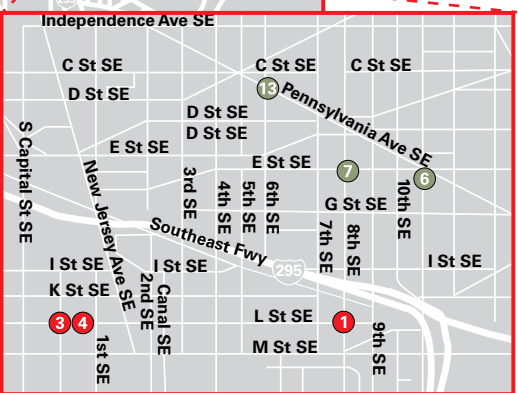 Independence Ave SE
C St SE
C St SE
C St SE
D St SE
13
Pennsylvania Ave SE
D St SE
D St SE
S Capital St SE
E St SE
E St SE
7
6
New Jersey Ave SE
3rd SE
4th SE
5th SE
6th SE
10th SE
G St SE
7th SE
8th SE
Southeast Fwy
295
I St SE
I St SE
I St SE
K St SE
2nd SE
Canal SE
3
4
L St SE
1
1st SE
9th SE
M St SE